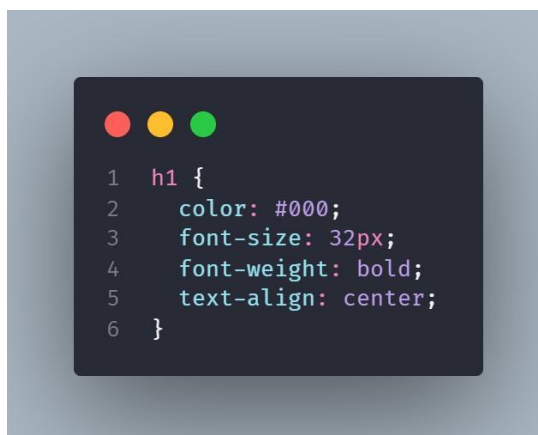 1 h1 {
2 color: #000;
3 font-size: 32px;
4 font-weight: bold;
5 text-align: center;
6 }